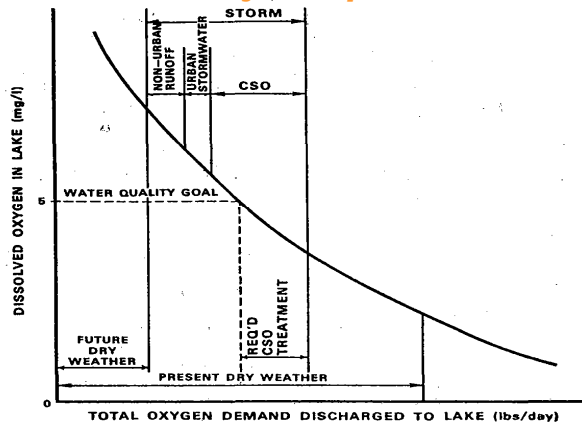 STORM
NON-URBAN
RUNOFF
URBAN
STORMWATER
CSO
DISSOLVED OXYGEN IN LAKE (mg/l)
WATER QUALITY GOAL
5
REQ'D
CSO
TREATMENT
FUTURE
DRY
WEATHER
PRESENT DRY WEATHER
0
TOTAL OXYGEN DEMAND DISCHARGED TO LAKE (lbs/day)